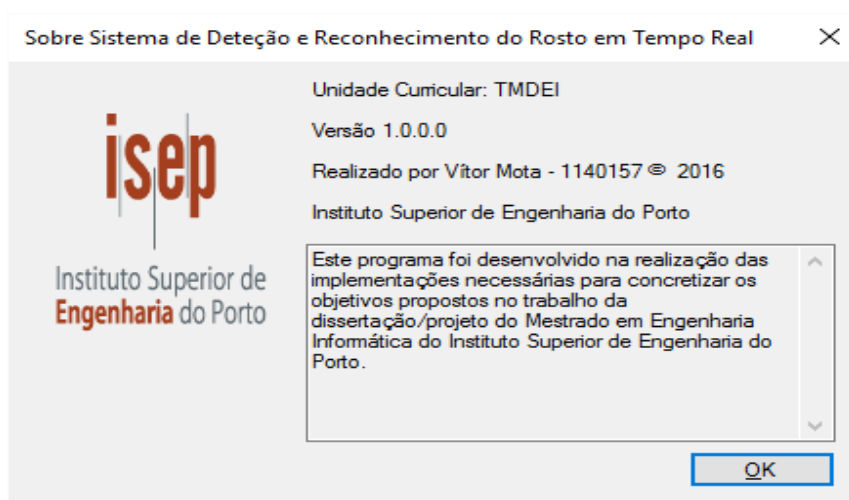 Sobre Sistema de Deteção e Reconhecimento do Rosto em Tempo Real
isep
Instituto Superior de
Engenharia do Porto
Unidade Curricular: TMDEI
Versão 1.0.0.0
Realizado por Vítor Mota - 1140157 © 2016
Instituto Superior de Engenharia do Porto
Este programa foi desenvolvido na realização das
implementações necessárias para concretizar os
objetivos propostos no trabalho da
dissertação/projeto do Mestrado em Engenharia
Informática do Instituto Superior de Engenharia do
Porto.
OK